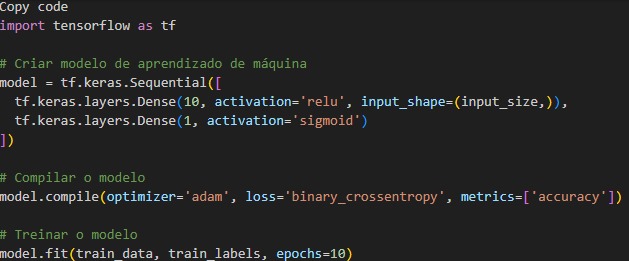 Copy code
import tensorflow as tf
# Criar modelo de aprendizado de máquina
model = tf.keras.Sequential([
  tf.keras.layers.Dense(10, activation='relu', input_shape=(input_size,)),
  tf.keras.layers.Dense(1, activation='sigmoid')
])
# Compilar o modelo
model.compile(optimizer='adam', loss='binary_crossentropy', metrics=['accuracy'])
# Treinar o modelo
model.fit(train_data, train_labels, epochs=10)